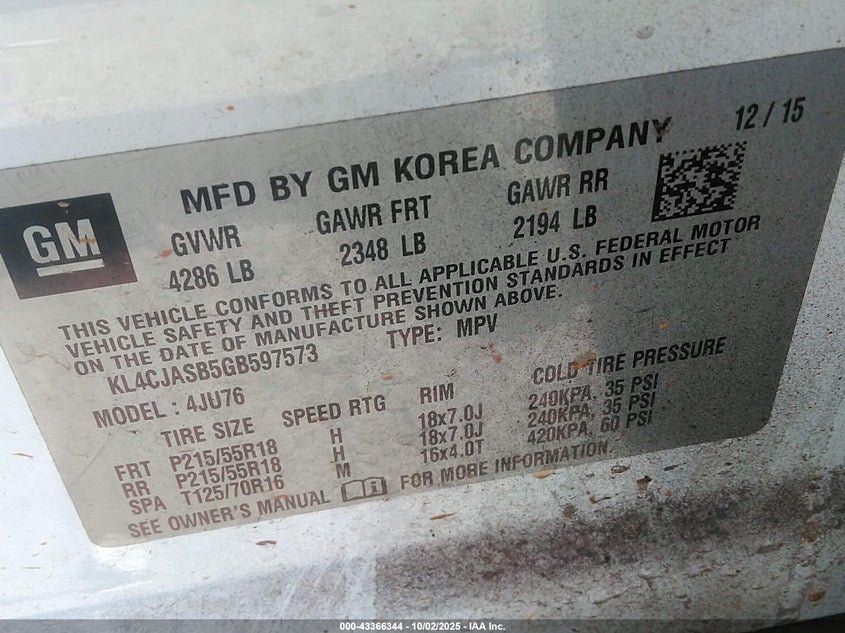 12 / 15
MFD BY GM KOREA COMPANY
GM
GVWR GAWR FRT GAWR RR
4286 LB 2348 LB 2194 LB
THIS VEHICLE CONFORMS TO ALL APPLICABLE U.S. FEDERAL MOTOR
VEHICLE SAFETY AND THEFT PREVENTION STANDARDS IN EFFECT
ON THE DATE OF MANUFACTURE SHOWN ABOVE.
KL4CJASB5GB597573 TYPE: MPV
MODEL : 4JU76
TIRE SIZE SPEED RTG RIM COLD TIRE PRESSURE
FRT P215/55R18 H 18x7.0J 240KPA, 35 PSI
RR P215/55R18 H 18x7.0J 240KPA, 35 PSI
SPA T125/70R16 M 16x4.0T 420KPA, 60 PSI
SEE OWNER'S MANUAL FOR MORE INFORMATION.
000-43366344 | 10/02/2025 - IAA Inc.